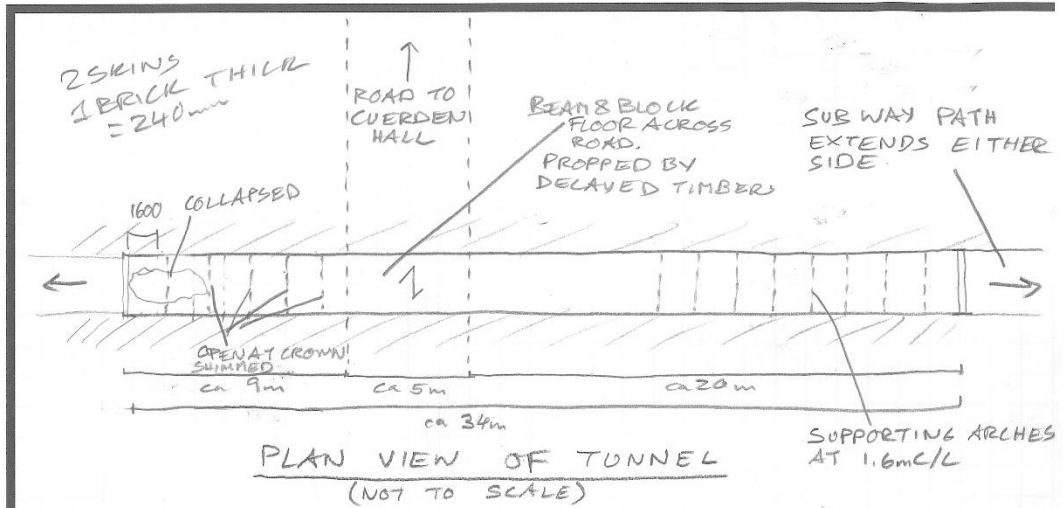 2 SKINS
1 BRICK THICK
= 240mm
ROAD TO
CUERDEN
HALL
BEAM & BLOCK
FLOOR ACROSS
ROAD.
PROPPED BY
DECAYED TIMBERS
SUBWAY PATH
EXTENDS EITHER
SIDE.
1600
COLLAPSED
OPEN AT CROWN
SHIMMED
ca 9m
ca 5m
ca 20m
ca 34m
SUPPORTING ARCHES
AT 1.6m C/L
PLAN VIEW OF TUNNEL
(NOT TO SCALE)